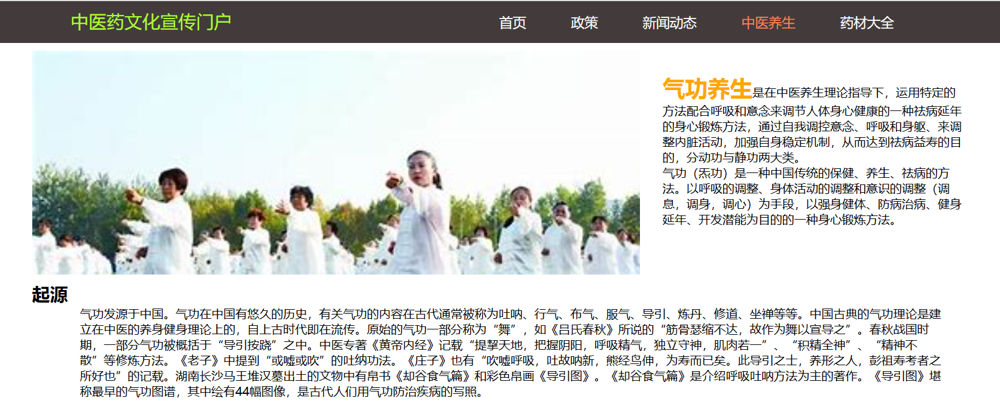 中医药文化宣传门户
首页 政策 新闻动态 中医养生 药材大全
气功养生是在中医养生理论指导下，运用特定的
方法配合呼吸和意念来调节人体身心健康的一种祛病延年
的身心锻炼方法，通过自我调控意念、呼吸和身躯、来调
整内脏活动，加强自身稳定机制，从而达到祛病益寿的目
的，分动功与静功两大类。
气功（炁功）是一种中国传统的保健、养生、祛病的方
法。以呼吸的调整、身体活动的调整和意识的调整（调
息，调身，调心）为手段，以强身健体、防病治病、健身
延年、开发潜能为目的的一种身心锻炼方法。
起源
气功发源于中国。气功在中国有悠久的历史，有关气功的内容在古代通常被称为吐呐、行气、布气、服气、导引、炼丹、修道、坐禅等等。中国古典的气功理论是建
立在中医的养身健身理论上的，自上古时代即在流传。原始的气功一部分称为“舞”，如《吕氏春秋》所说的“筋骨瑟缩不达，故作为舞以宣导之”。春秋战国时
期，一部分气功被概括于“导引按跷”之中。中医专著《黄帝内经》记载“提挈天地，把握阴阳，呼吸精气，独立守神，肌肉若一”、“积精全神”、“精神不
散”等修炼方法。《老子》中提到“或嘘或吹”的吐纳功法。《庄子》也有“吹嘘呼吸，吐故呐新，熊经鸟伸，为寿而已矣。此导引之士，养形之人，彭祖寿考者之
所好也”的记载。湖南长沙马王堆汉墓出土的文物中有帛书《却谷食气篇》和彩色帛画《导引图》。《却谷食气篇》是介绍呼吸吐呐方法为主的著作。《导引图》堪
称最早的气功图谱，其中绘有44幅图像，是古代人们用气功防治疾病的写照。